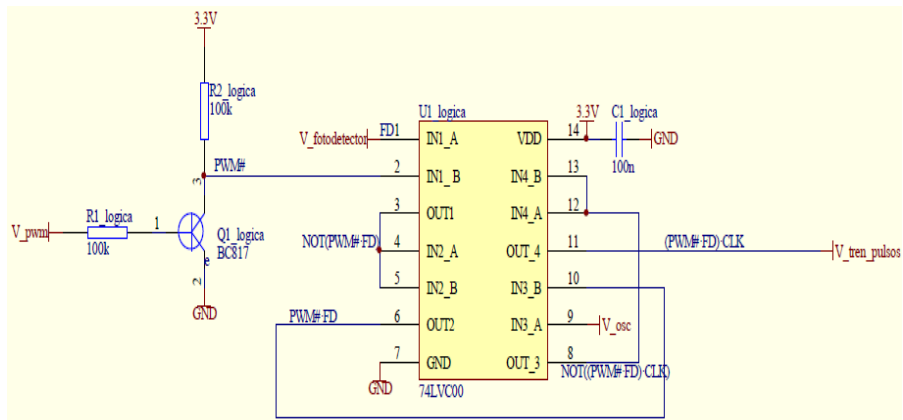 3.3V
R2_logica
100k
PWM#
3
V_pwm
R1_logica
100k
1
Q1_logica
BC817
e
2
GND
U1_logica
V_fotodetector
FD1
IN1_A
2
IN1_B
3
OUT1
NOT(PWM#·FD)
4
IN2_A
5
IN2_B
PWM#·FD
6
OUT2
7
GND
GND
74LVC00
VDD
14
3.3V
C1_logica
100n
GND
IN4_B
13
IN4_A
12
OUT_4
11
(PWM#·FD)·CLK
V_tren_pulsos
IN3_B
10
IN3_A
9
V_osc
OUT_3
8
NOT((PWM#·FD)·CLK)